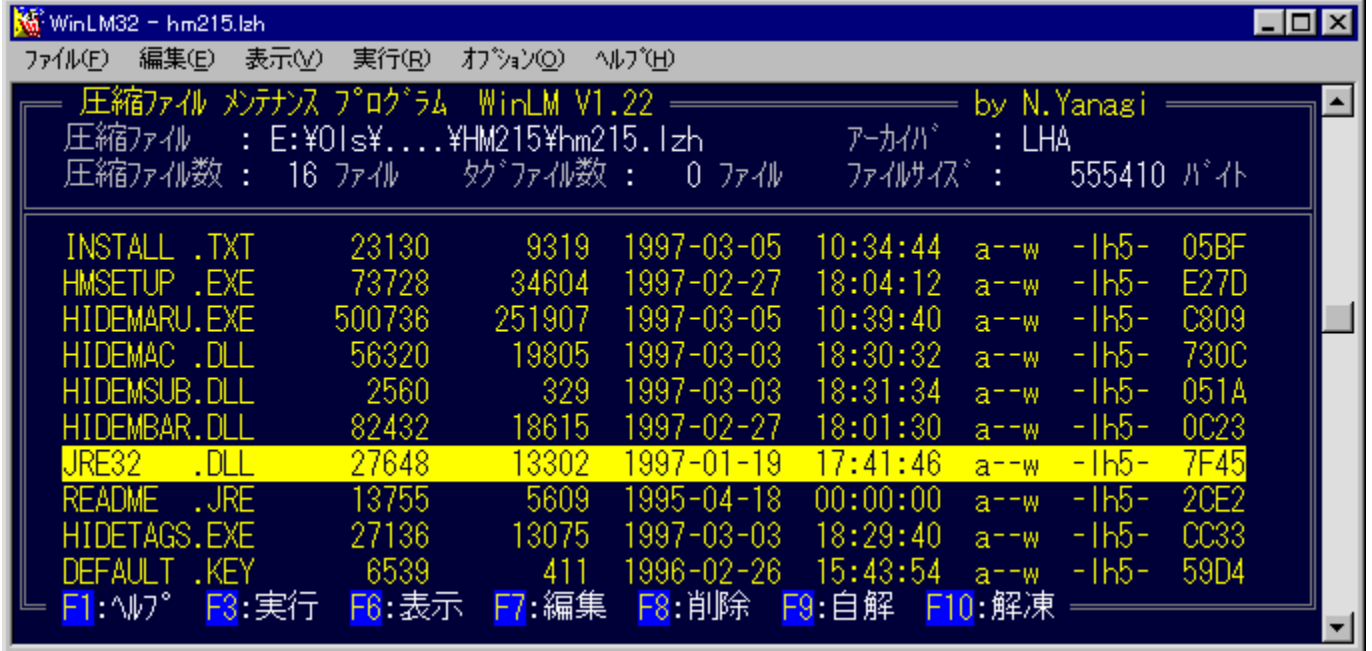 WinLM32 - hm215.lzh
ファイル(F) 編集(E) 表示(V) 実行(R) オプション(O) ヘルプ(H)
圧縮ファイル メンテナンス プログラム WinLM V1.22 by N.Yanagi
圧縮ファイル : E:¥Ols¥....¥HM215¥hm215.lzh アーカイバ : LHA
圧縮ファイル数 : 16 ファイル タグファイル数 : 0 ファイル ファイルサイズ : 555410 バイト
INSTALL .TXT 23130 9319 1997-03-05 10:34:44 a--w -lh5- 05BF
HMSETUP .EXE 73728 34604 1997-02-27 18:04:12 a--w -lh5- E27D
HIDEMARU.EXE 500736 251907 1997-03-05 10:39:40 a--w -lh5- C809
HIDEMAC .DLL 56320 19805 1997-03-03 18:30:32 a--w -lh5- 730C
HIDEMSUB.DLL 2560 329 1997-03-03 18:31:34 a--w -lh5- 051A
HIDEMBAR.DLL 82432 18615 1997-02-27 18:01:30 a--w -lh5- 0C23
JRE32 .DLL 27648 13302 1997-01-19 17:41:46 a--w -lh5- 7F45
README .JRE 13755 5609 1995-04-18 00:00:00 a--w -lh5- 2CE2
HIDETAGS.EXE 27136 13075 1997-03-03 18:29:40 a--w -lh5- CC33
DEFAULT .KEY 6539 411 1996-02-26 15:43:54 a--w -lh5- 59D4
F1:ヘルプ F3:実行 F6:表示 F7:編集 F8:削除 F9:自解 F10:解凍